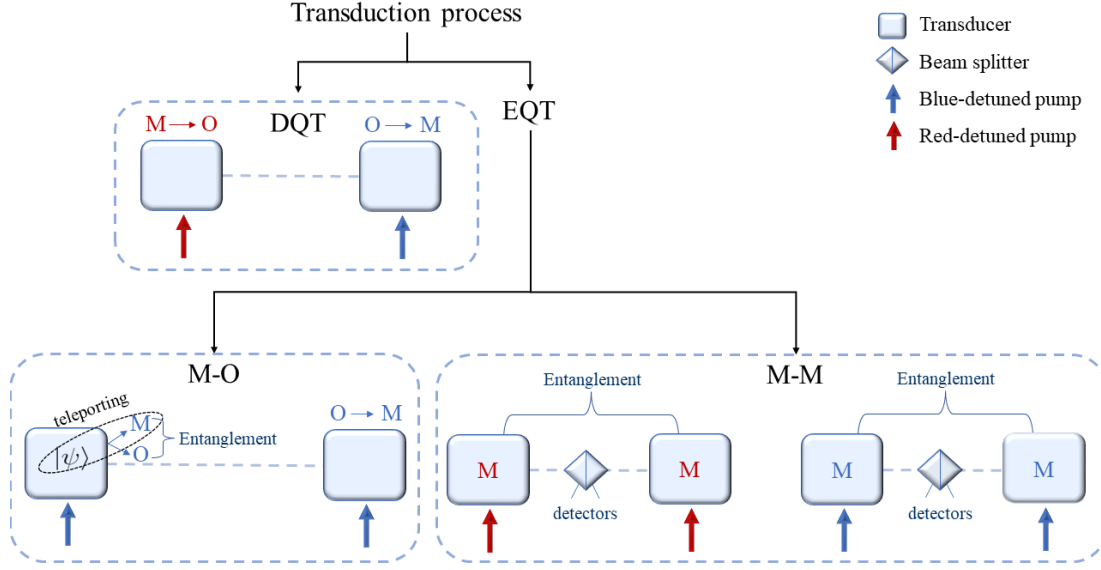 Transduction process
Transducer
Beam splitter
Blue-detuned pump
Red-detuned pump
DQT
EQT
M → O
O → M
M-O
M-M
teleporting
|ψ⟩
M
O
Entanglement
O → M
Entanglement
M
M
detectors
Entanglement
M
M
detectors